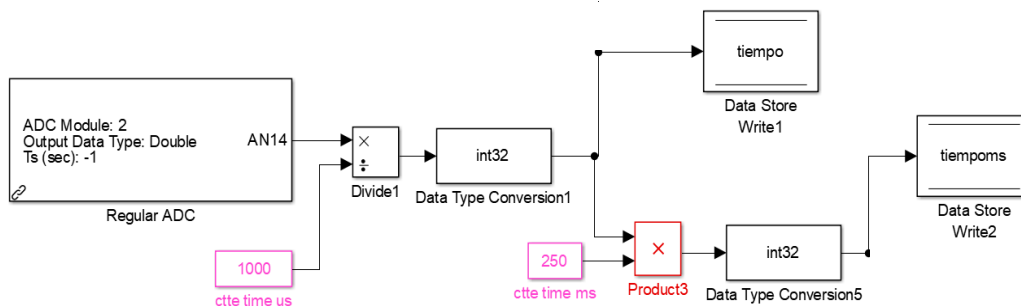 tiempo
Data Store
Write1
ADC Module: 2
Output Data Type: Double
Ts (sec): -1
AN14
Regular ADC
×
÷
Divide1
int32
Data Type Conversion1
tiempoms
Data Store
Write2
1000
ctte time us
250
ctte time ms
×
Product3
int32
Data Type Conversion5